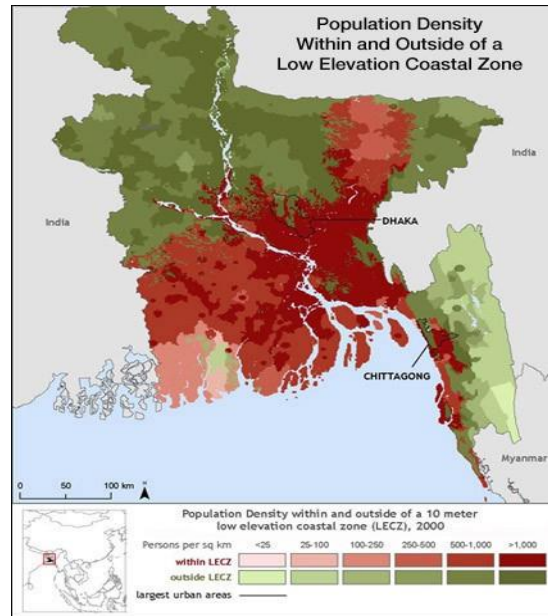 Population Density
Within and Outside of a
Low Elevation Coastal Zone
India
India
DHAKA
CHITTAGONG
Myanmar
0 50 100 km
N
Population Density within and outside of a 10 meter
low elevation coastal zone (LECZ), 2000
Persons per sq km <25 25-100 100-250 250-500 500-1,000 >1,000
within LECZ
outside LECZ
largest urban areas